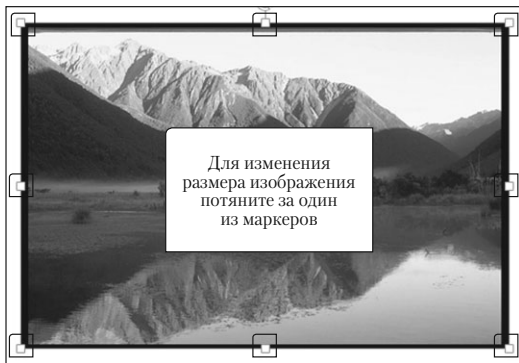 Для изменения
размера изображения
потяните за один
из маркеров